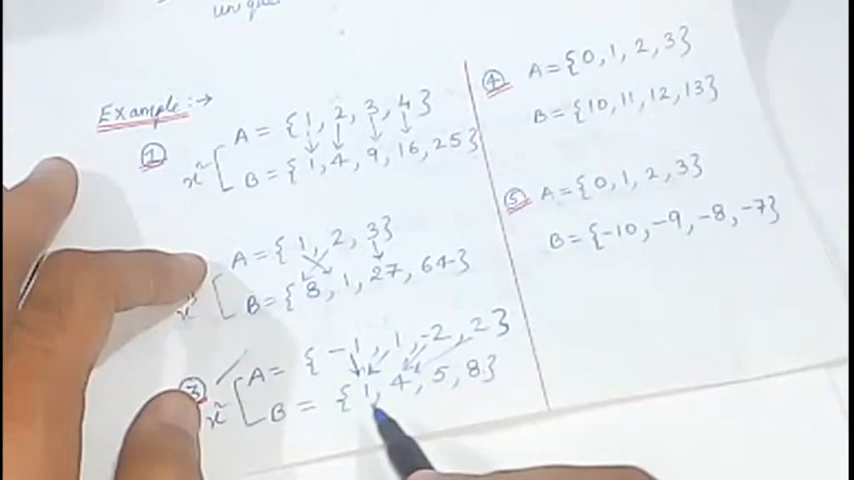 Example:→
① A = {1, 2, 3, 4}
x² B = {1, 4, 9, 16, 25}
A = {1, 2, 3}
B = {8, 1, 27, 64}
③ A = {-1, 1, -2, 2}
x² B = {1, 4, 5, 8}
④ A = {0, 1, 2, 3}
B = {10, 11, 12, 13}
⑤ A = {0, 1, 2, 3}
B = {-10, -9, -8, -7}